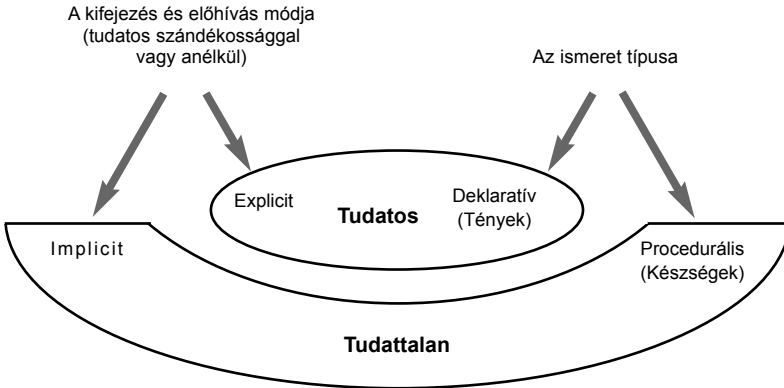 A kifejezés és előhívás módja
(tudatos szándékossággal
vagy anélkül)
Az ismeret típusa
Explicit
Tudatos
Deklaratív
(Tények)
Implicit
Procedurális
(Készségek)
Tudattalan